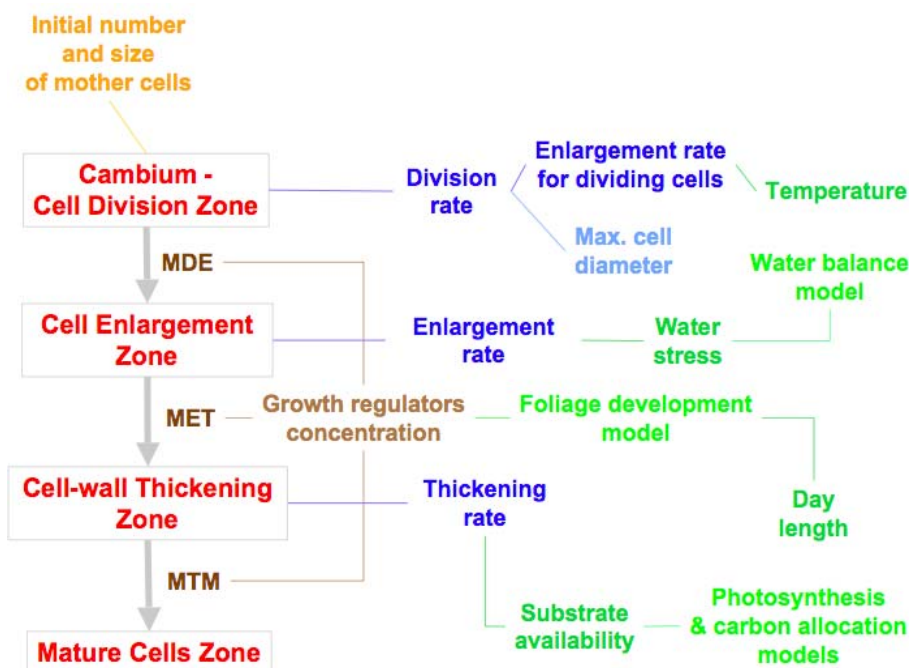 Initial number
and size
of mother cells
Cambium -
Cell Division Zone
Division
rate
Enlargement rate
for dividing cells
Temperature
Max. cell
diameter
MDE
Water balance
model
Cell Enlargement
Zone
Enlargement
rate
Water
stress
MET
Growth regulators
concentration
Foliage development
model
Cell-wall Thickening
Zone
Thickening
rate
Day
length
MTM
Substrate
availability
Photosynthesis
& carbon allocation
models
Mature Cells Zone